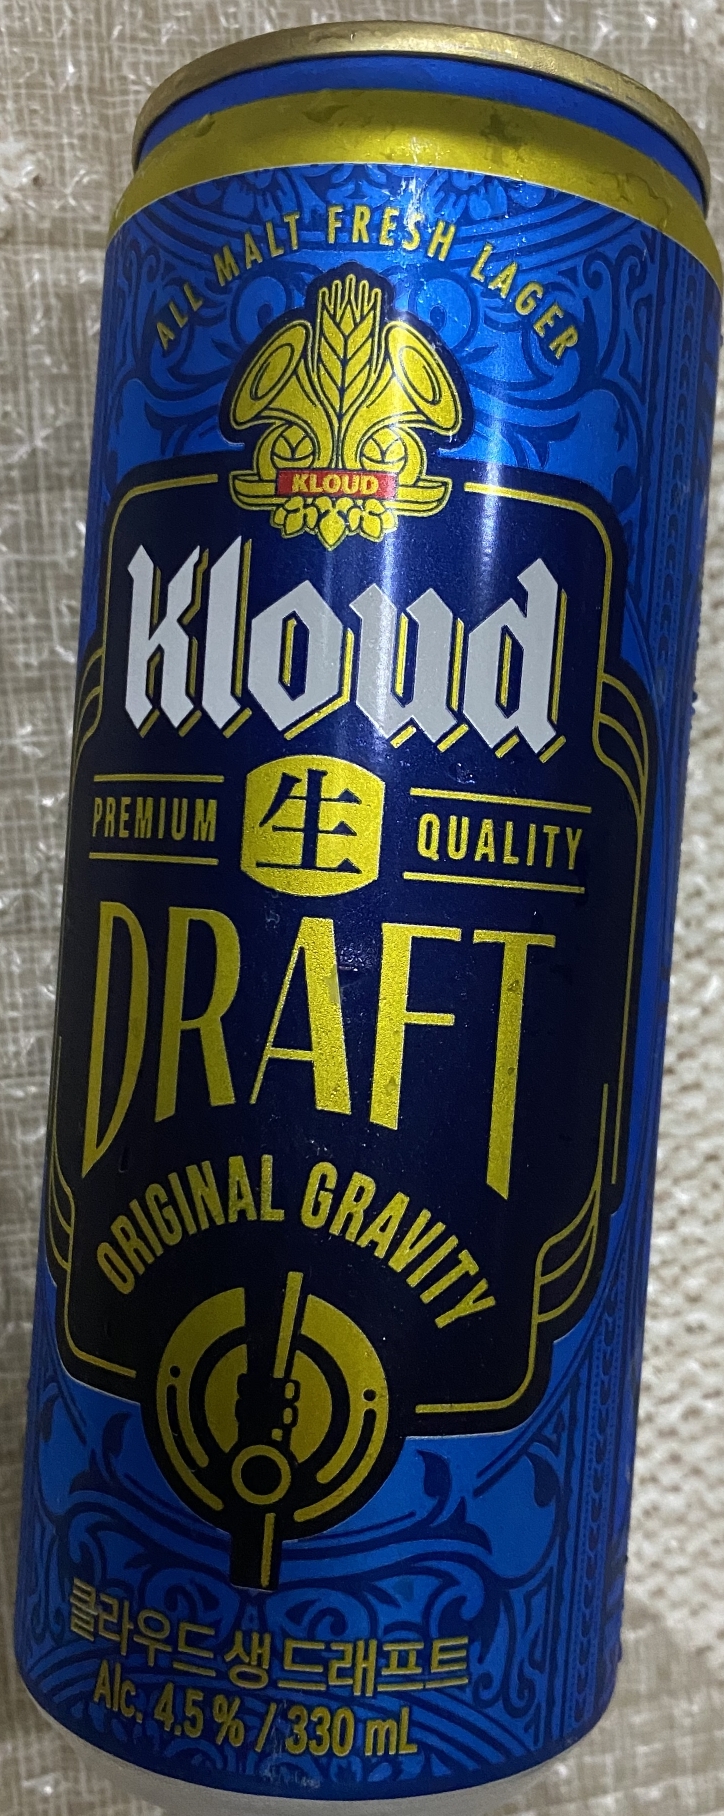 ALL MALT FRESH LAGER
KLOUD
Kloud
PREMIUM 生 QUALITY
DRAFT
ORIGINAL GRAVITY
클라우드 생 드래프트
Alc. 4.5 % / 330 mL